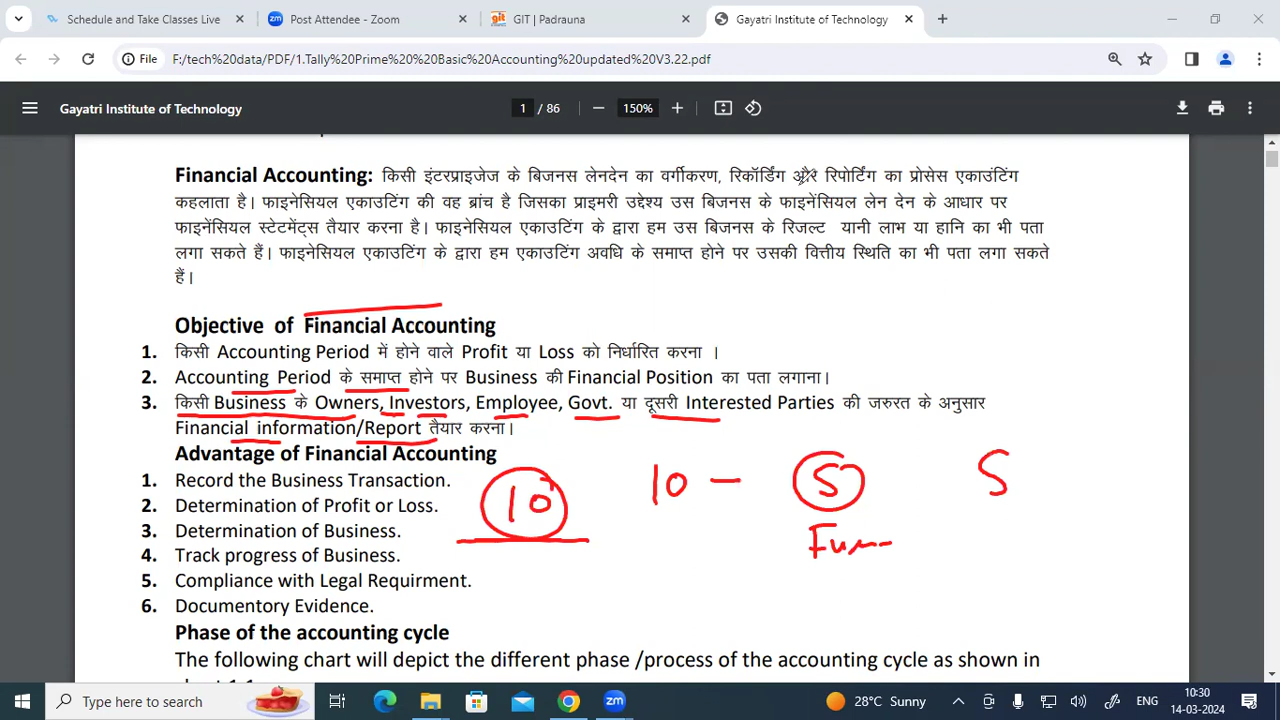 Schedule and Take Classes Live
Post Attendee - Zoom
GIT | Padrauna
Gayatri Institute of Technology
File
F:/tech%20data/PDF/1.Tally%20Prime%20%20Basic%20Accounting%20updated%20V3.22.pdf
Gayatri Institute of Technology
1 / 86
150%
Financial Accounting: किसी इंटरप्राइजेज के बिजनस लेनदेन का वर्गीकरण, रिकॉर्डिंग और रिपोर्टिंग का प्रोसेस एकाउंटिंग
कहलाता है। फाइनेसियल एकाउटिंग की वह ब्रांच है जिसका प्राइमरी उद्देश्य उस बिजनस के फाइनेंसियल लेन देन के आधार पर
फाइनेंसियल स्टेटमेंट्स तैयार करना है। फाइनेसियल एकाउटिंग के द्वारा हम उस बिजनस के रिजल्ट यानी लाभ या हानि का भी पता
लगा सकते हैं। फाइनेसियल एकाउटिंग के द्वारा हम एकाउटिंग अवधि के समाप्त होने पर उसकी वित्तीय स्थिति का भी पता लगा सकते
हैं।
Objective of Financial Accounting
1. किसी Accounting Period में होने वाले Profit या Loss को निर्धारित करना ।
2. Accounting Period के समाप्त होने पर Business की Financial Position का पता लगाना।
3. किसी Business के Owners, Investors, Employee, Govt. या दूसरी Interested Parties की जरुरत के अनुसार
Financial information/Report तैयार करना।
Advantage of Financial Accounting
1. Record the Business Transaction.
2. Determination of Profit or Loss.
3. Determination of Business.
4. Track progress of Business.
5. Compliance with Legal Requirment.
6. Documentory Evidence.
10
10 - 5 5
Phase of the accounting cycle
The following chart will depict the different phase /process of the accounting cycle as shown in
Type here to search
28°C Sunny
ENG
10:30
14-03-2024